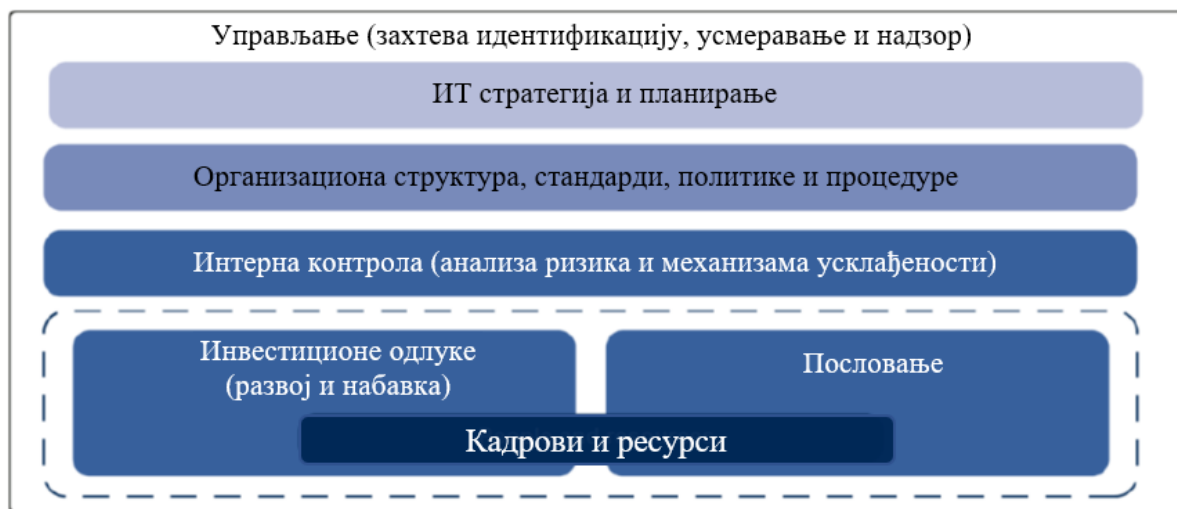 Управљање (захтева идентификацију, усмеравање и надзор)
ИТ стратегија и планирање
Организациона структура, стандарди, политике и процедуре
Интерна контрола (анализа ризика и механизама усклађености)
Инвестиционе одлуке
(развој и набавка)
Пословање
Кадрови и ресурси